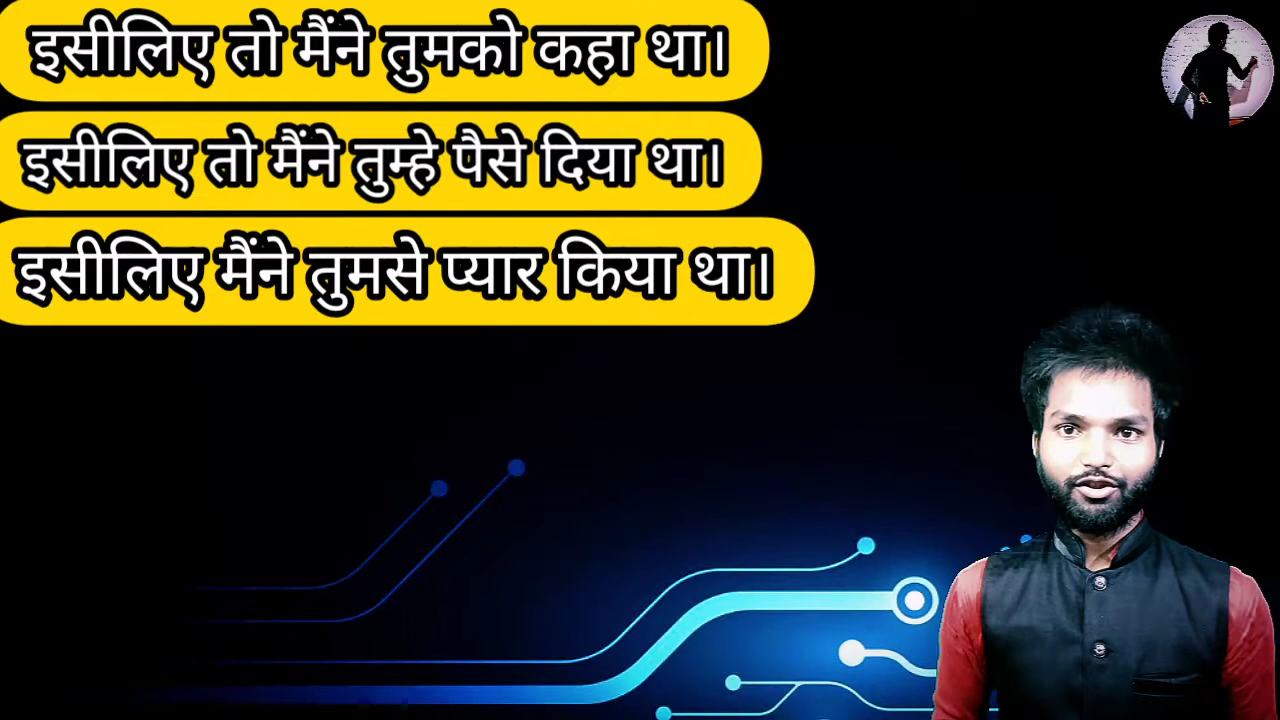 इसीलिए तो मैंने तुमको कहा था।
इसीलिए तो मैंने तुम्हे पैसे दिया था।
इसीलिए मैंने तुमसे प्यार किया था।